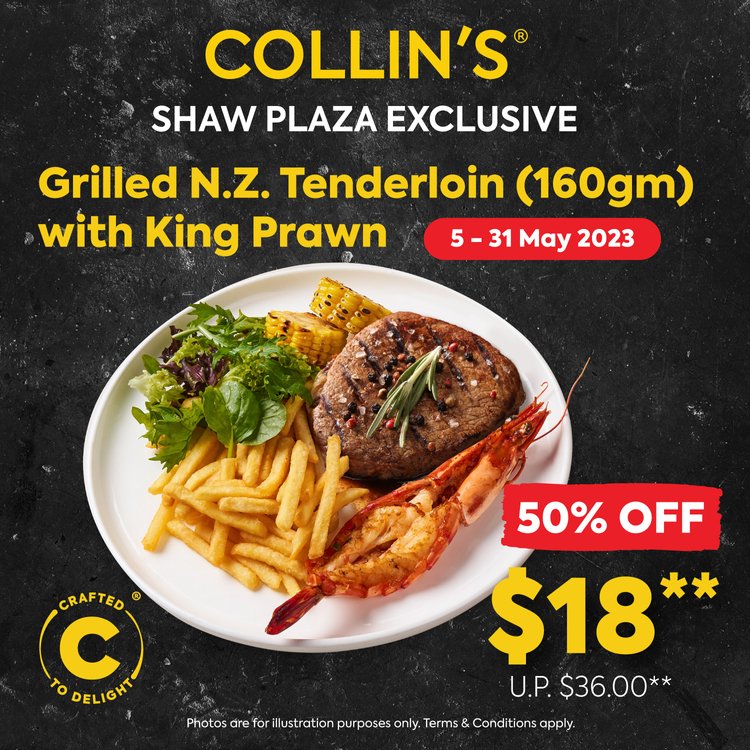 COLLIN'S®
SHAW PLAZA EXCLUSIVE
Grilled N.Z. Tenderloin (160gm)
with King Prawn
5 - 31 May 2023
50% OFF
$18**
U.P. $36.00**
CRAFTED ®
C
TO DELIGHT
Photos are for illustration purposes only. Terms & Conditions apply.